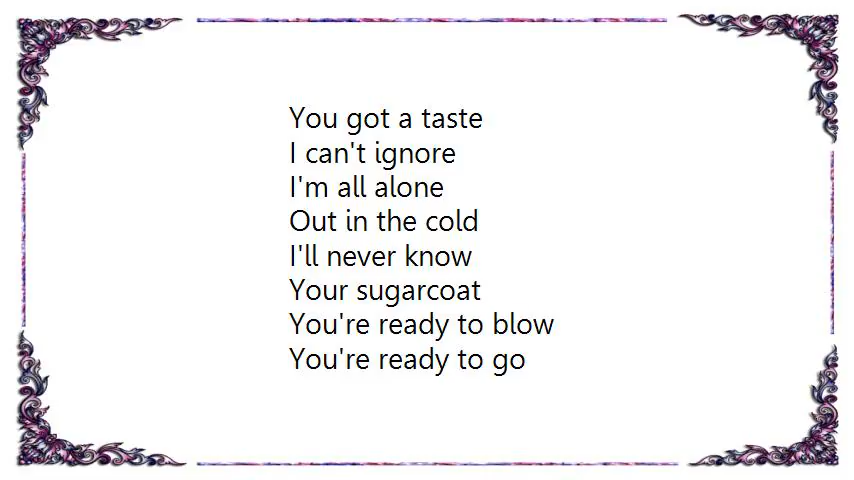 You got a taste
I can't ignore
I'm all alone
Out in the cold
I'll never know
Your sugarcoat
You're ready to blow
You're ready to go